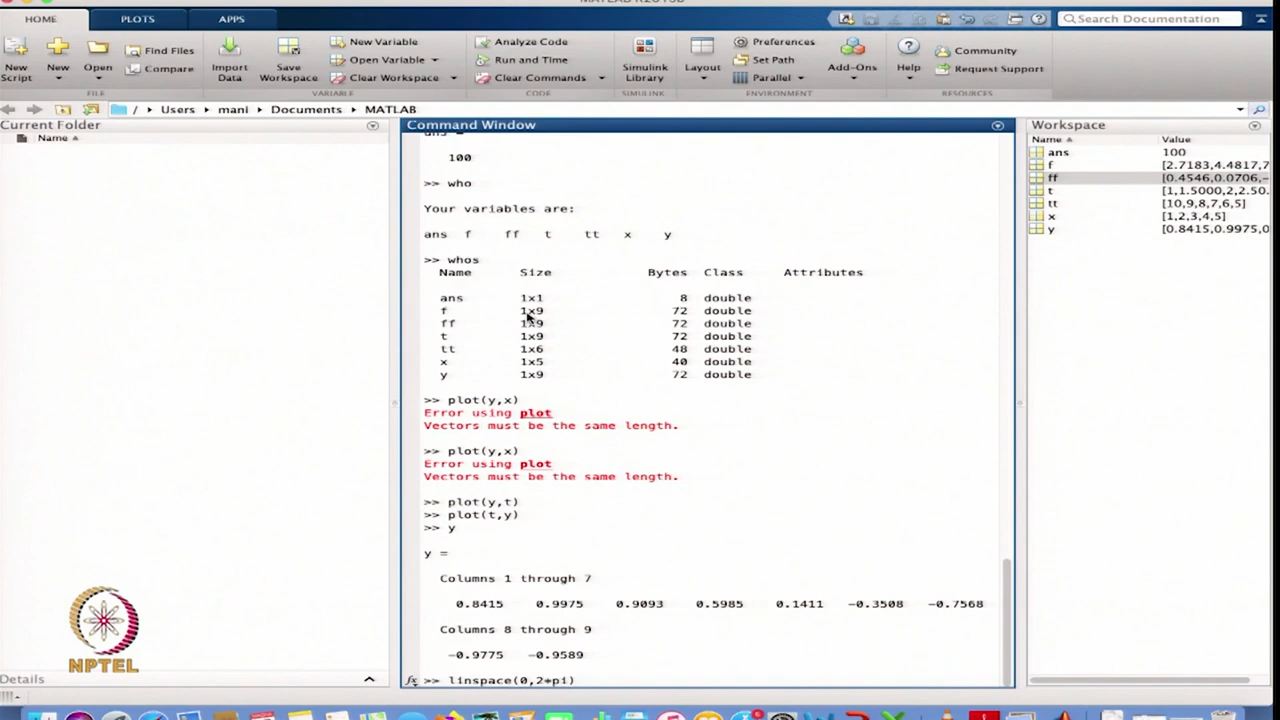 HOME PLOTS APPS
Search Documentation
New Script
New
Open
Find Files
Compare
Import Data
Save Workspace
New Variable
Open Variable
Clear Workspace
Analyze Code
Run and Time
Clear Commands
Simulink Library
Layout
Preferences
Set Path
Parallel
Add-Ons
Help
Community
Request Support
FILE VARIABLE CODE SIMULINK ENVIRONMENT RESOURCES
/ Users mani Documents MATLAB
Current Folder
Name
Command Window
ans =
100
>> who
Your variables are:
ans f ff t tt x y
>> whos
Name Size Bytes Class Attributes
ans 1x1 8 double
f 1x9 72 double
ff 1x9 72 double
t 1x9 72 double
tt 1x6 48 double
x 1x5 40 double
y 1x9 72 double
>> plot(y,x)
Error using plot
Vectors must be the same length.
>> plot(y,x)
Error using plot
Vectors must be the same length.
>> plot(y,t)
>> plot(t,y)
>> y
y =
Columns 1 through 7
0.8415 0.9975 0.9093 0.5985 0.1411 -0.3508 -0.7568
Columns 8 through 9
-0.9775 -0.9589
fx >> linspace(0,2*pi)
Workspace
Name Value
ans 100
f [2.7183,4.4817,7
ff [0.4546,0.0706,-
t [1,1.5000,2,2.50.
tt [10,9,8,7,6,5]
x [1,2,3,4,5]
y [0.8415,0.9975,0
NPTEL
Details